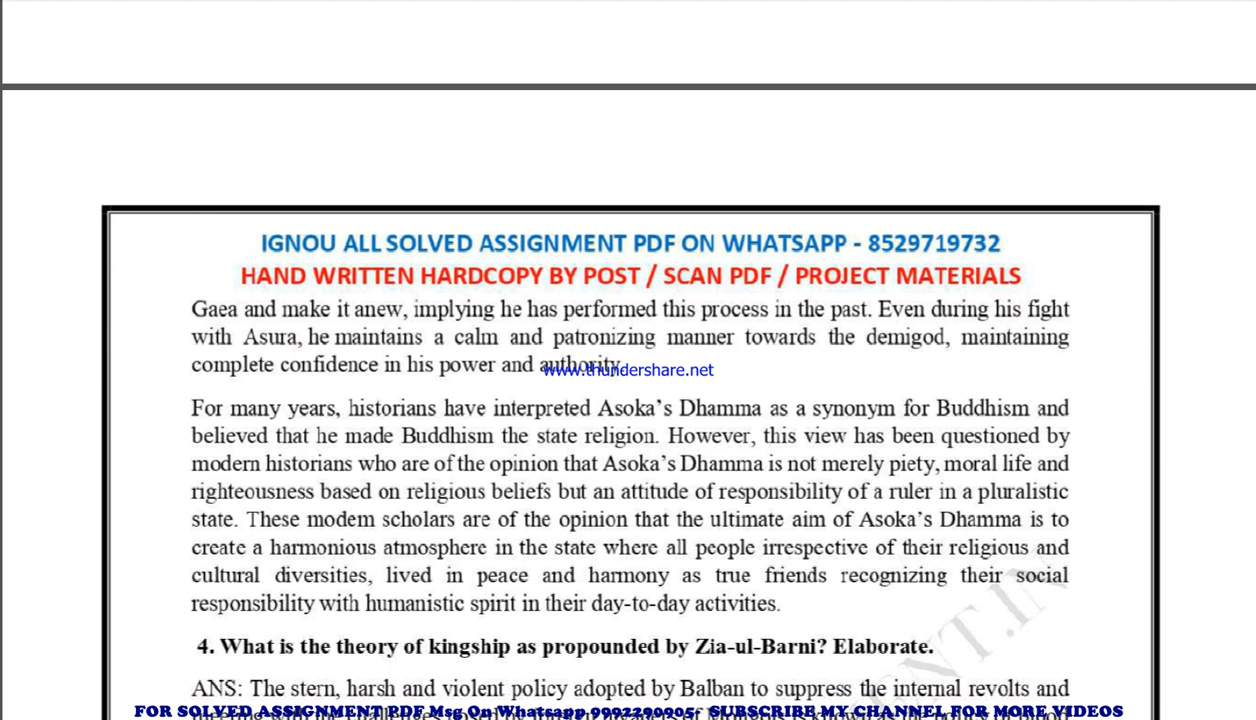 IGNOU ALL SOLVED ASSIGNMENT PDF ON WHATSAPP - 8529719732
HAND WRITTEN HARDCOPY BY POST / SCAN PDF / PROJECT MATERIALS
Gaea and make it anew, implying he has performed this process in the past. Even during his fight
with Asura, he maintains a calm and patronizing manner towards the demigod, maintaining
complete confidence in his power and authority.
www.thundershare.net
For many years, historians have interpreted Asoka's Dhamma as a synonym for Buddhism and
believed that he made Buddhism the state religion. However, this view has been questioned by
modern historians who are of the opinion that Asoka's Dhamma is not merely piety, moral life and
righteousness based on religious beliefs but an attitude of responsibility of a ruler in a pluralistic
state. These modem scholars are of the opinion that the ultimate aim of Asoka's Dhamma is to
create a harmonious atmosphere in the state where all people irrespective of their religious and
cultural diversities, lived in peace and harmony as true friends recognizing their social
responsibility with humanistic spirit in their day-to-day activities.
4. What is the theory of kingship as propounded by Zia-ul-Barni? Elaborate.
ANS: The stern, harsh and violent policy adopted by Balban to suppress the internal revolts and
FOR SOLVED ASSIGNMENT PDF Msg On Whatsapp 9992290905- SUBSCRIBE MY CHANNEL FOR MORE VIDEOS